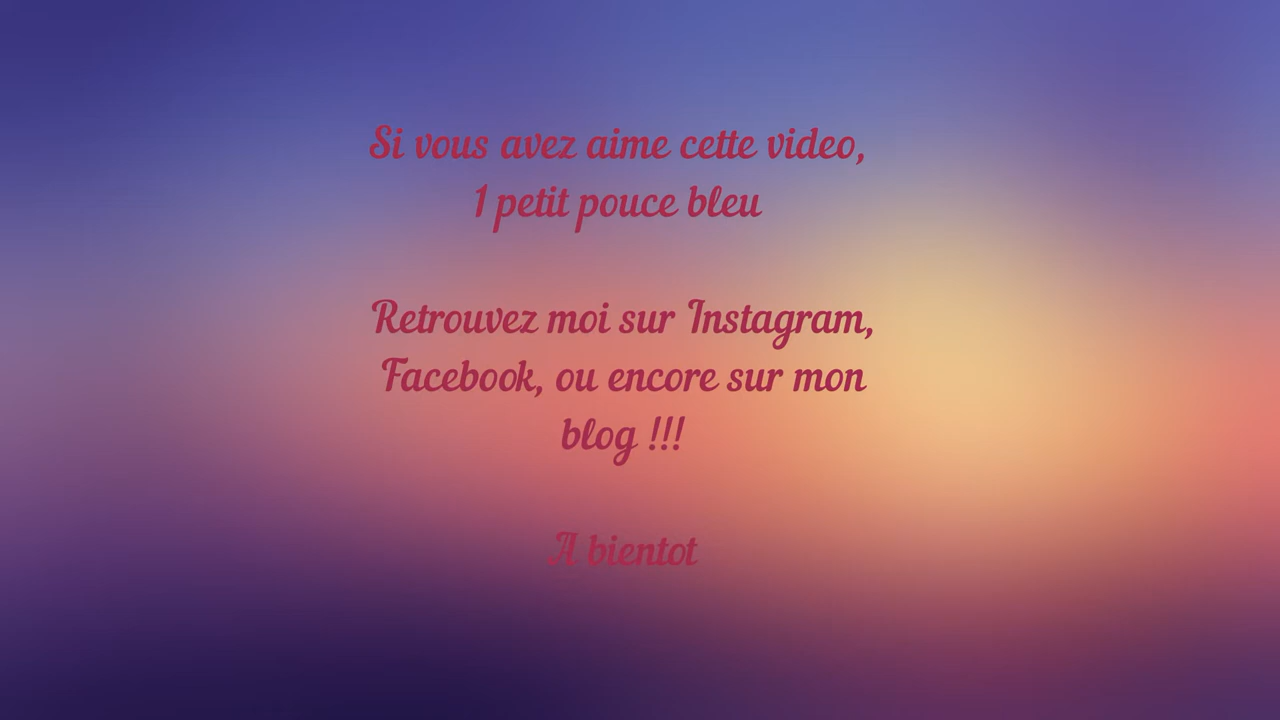 Si vous avez aime cette video,
1 petit pouce bleu
Retrouvez moi sur Instagram,
Facebook, ou encore sur mon
blog !!!
A bientot